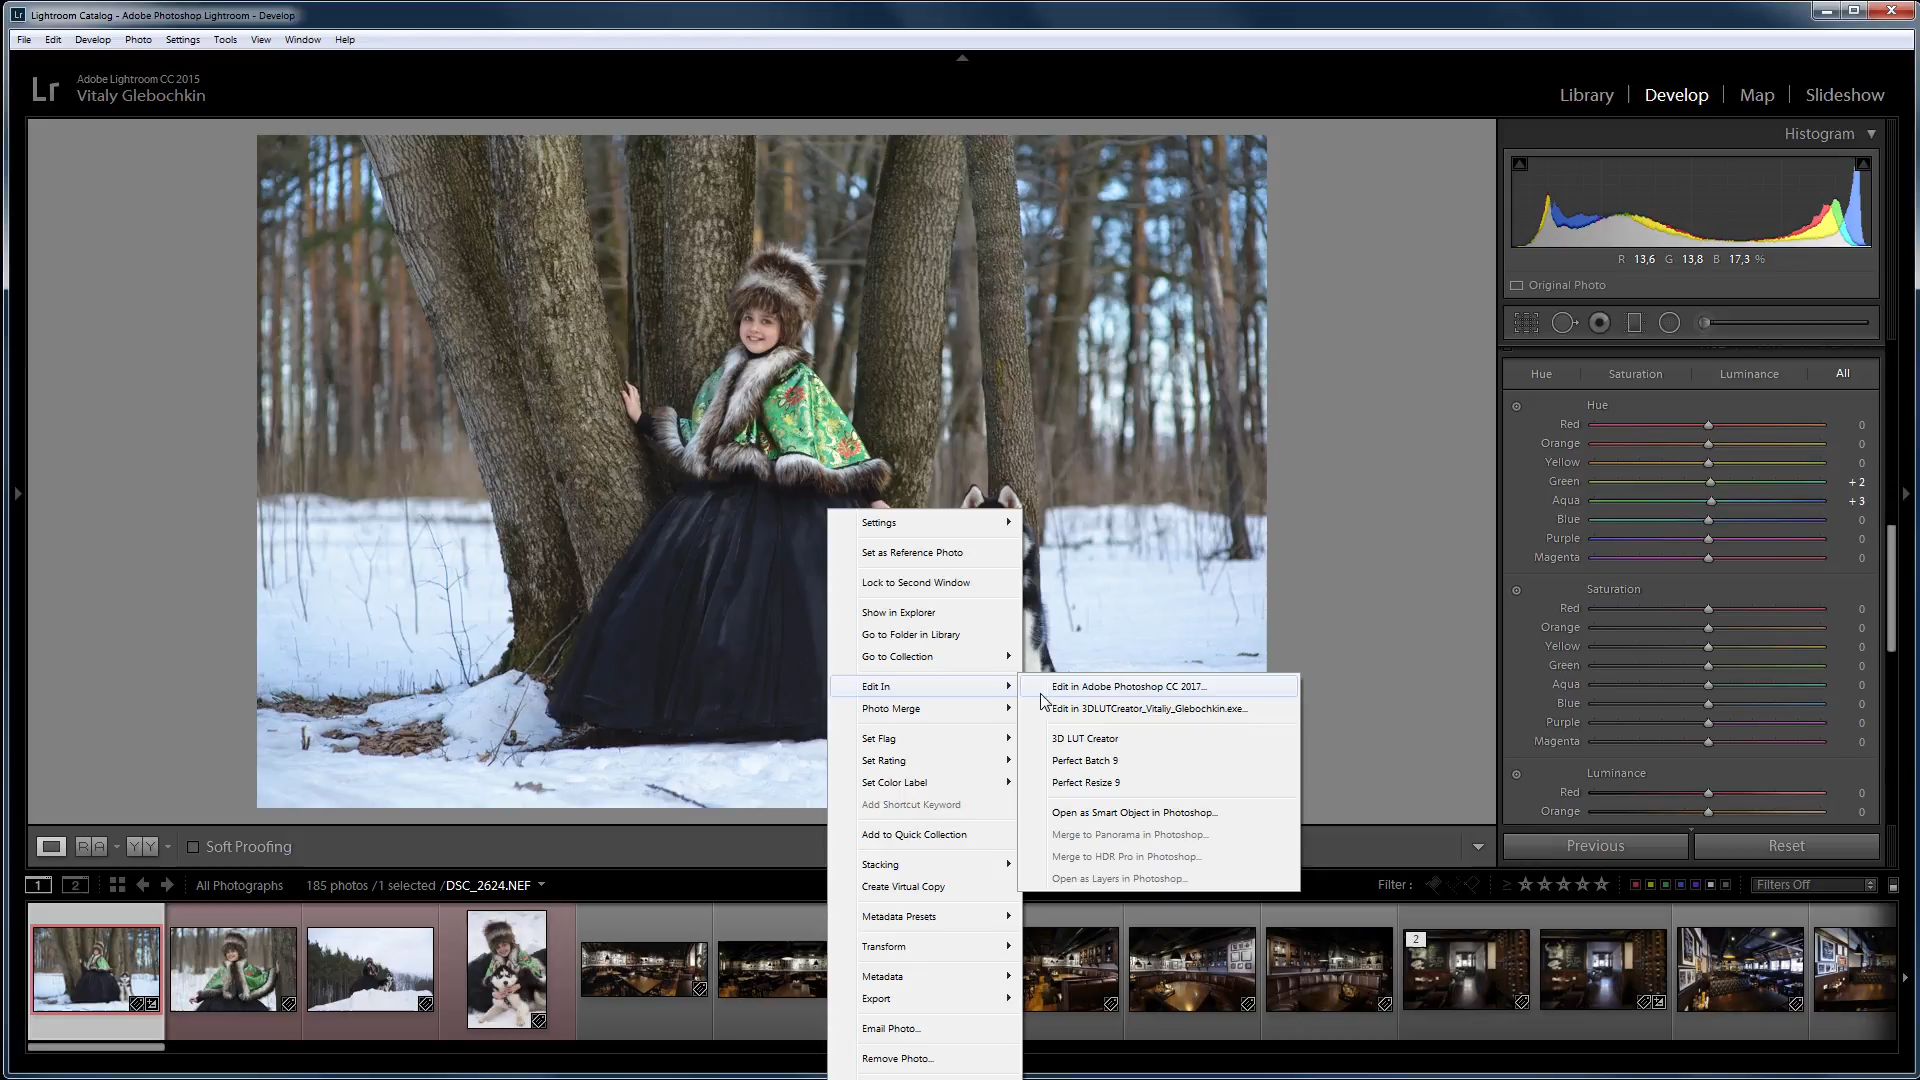 Lr Lightroom Catalog - Adobe Photoshop Lightroom - Develop
File Edit Develop Photo Settings Tools View Window Help
Lr
Adobe Lightroom CC 2015
Vitaly Glebochkin
Library Develop Map Slideshow
Histogram
R 13,6 G 13,8 B 17,3 %
Original Photo
Hue Saturation Luminance All
Hue
Red 0
Orange 0
Yellow 0
Green + 2
Aqua + 3
Blue 0
Purple 0
Magenta 0
Saturation
Red 0
Orange 0
Yellow 0
Green 0
Aqua 0
Blue 0
Purple 0
Magenta 0
Luminance
Red 0
Orange 0
Previous Reset
Settings
Set as Reference Photo
Lock to Second Window
Show in Explorer
Go to Folder in Library
Go to Collection
Edit In
Photo Merge
Set Flag
Set Rating
Set Color Label
Add Shortcut Keyword
Add to Quick Collection
Stacking
Create Virtual Copy
Metadata Presets
Transform
Metadata
Export
Email Photo...
Remove Photo...
Edit in Adobe Photoshop CC 2017...
Edit in 3DLUTCreator_Vitaliy_Glebochkin.exe...
3D LUT Creator
Perfect Batch 9
Perfect Resize 9
Open as Smart Object in Photoshop...
Merge to Panorama in Photoshop...
Merge to HDR Pro in Photoshop...
Open as Layers in Photoshop...
R A Y Y Soft Proofing
1 2 All Photographs 185 photos /1 selected /DSC_2624.NEF
Filter : ≥ Filters Off
2